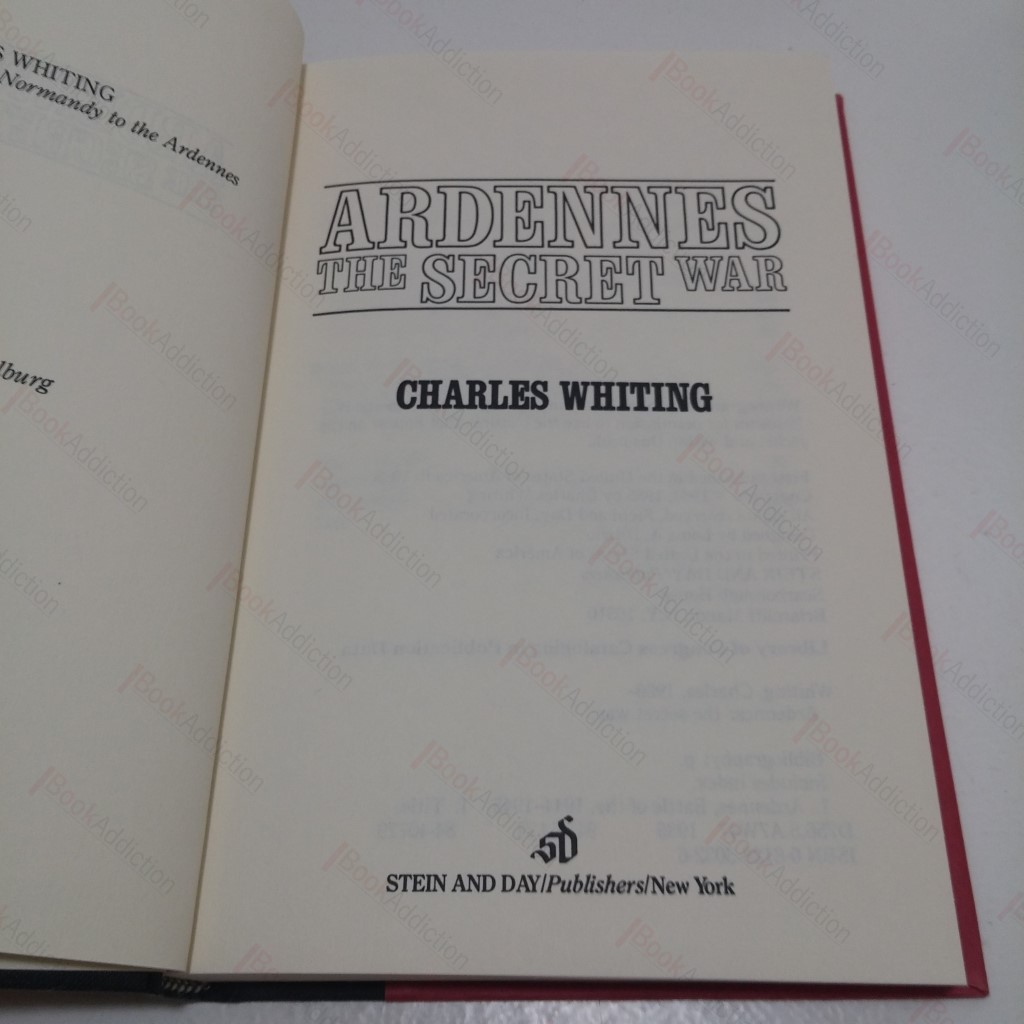 S WHITING
Normandy to the Ardennes
lburg
ARDENNES
THE SECRET WAR
CHARLES WHITING
sd
STEIN AND DAY/Publishers/New York
BookAddiction